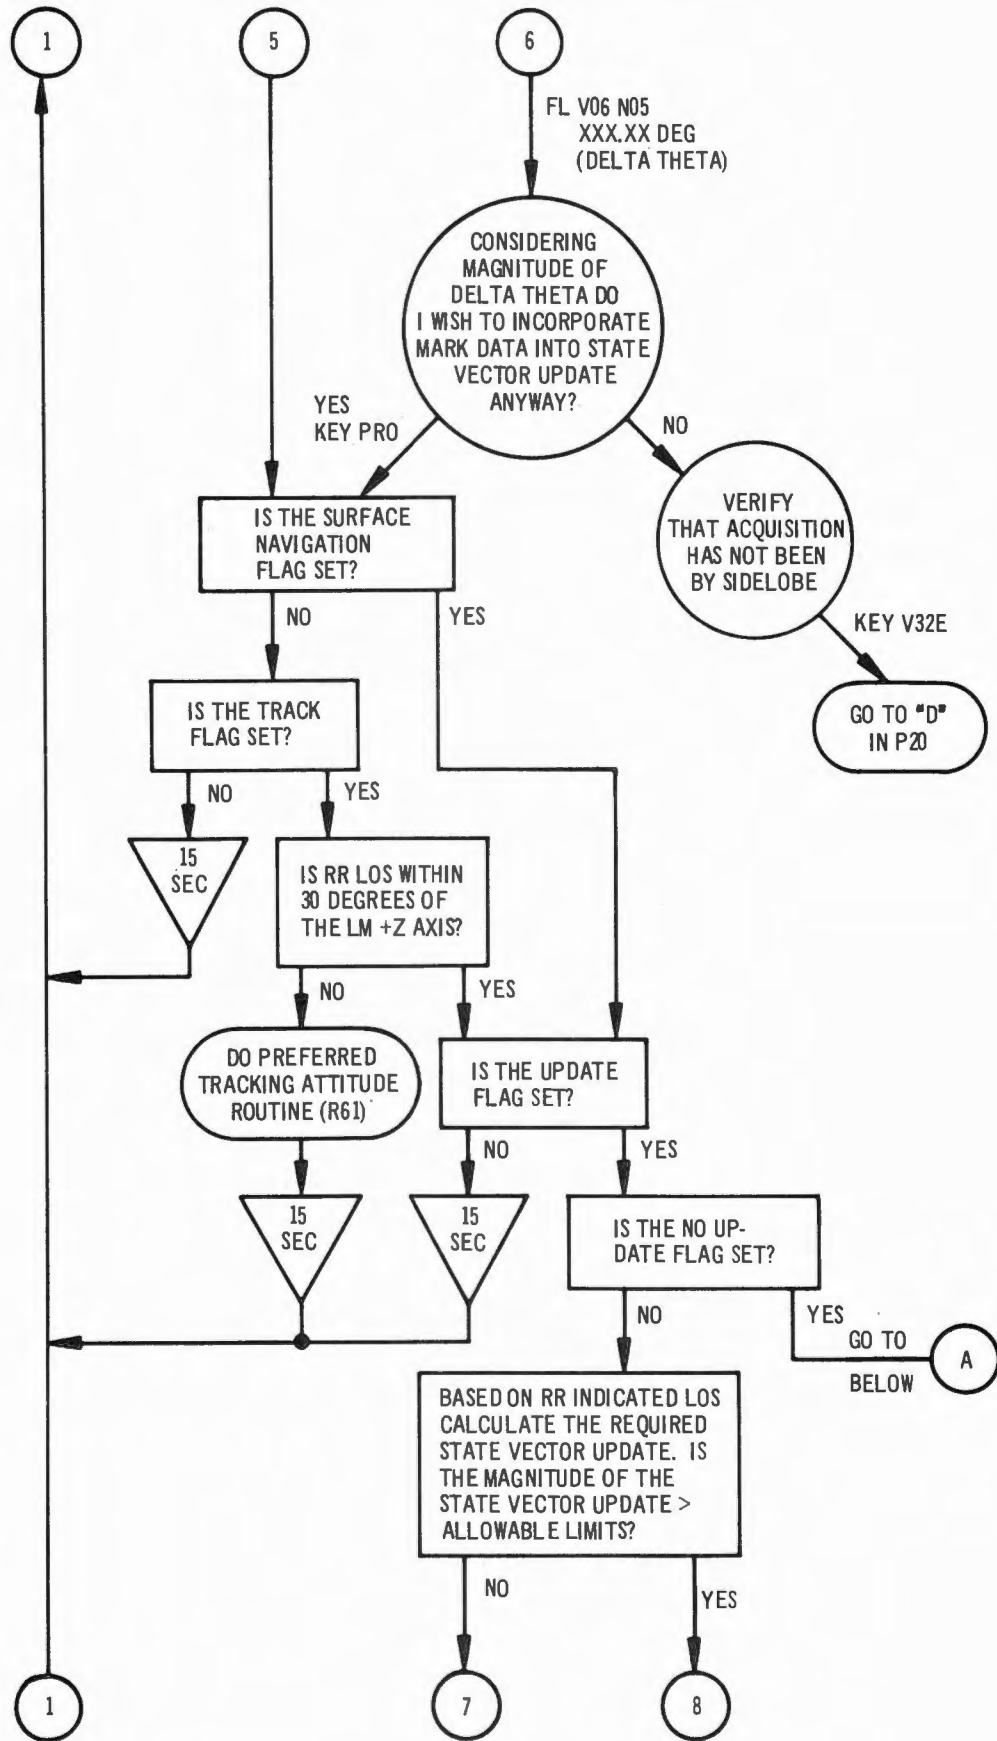 1
5
6
FL V06 N05
XXX.XX DEG
(DELTA THETA)
CONSIDERING
MAGNITUDE OF
DELTA THETA DO
I WISH TO INCORPORATE
MARK DATA INTO STATE
VECTOR UPDATE
ANYWAY?
YES
KEY PRO
NO
VERIFY
THAT ACQUISITION
HAS NOT BEEN
BY SIDELOBE
KEY V32E
GO TO "D"
IN P20
IS THE SURFACE
NAVIGATION
FLAG SET?
NO
YES
IS THE TRACK
FLAG SET?
NO
YES
15
SEC
IS RR LOS WITHIN
30 DEGREES OF
THE LM +Z AXIS?
NO
YES
DO PREFERRED
TRACKING ATTITUDE
ROUTINE (R61)
IS THE UPDATE
FLAG SET?
NO
YES
15
SEC
15
SEC
IS THE NO UP-
DATE FLAG SET?
NO
YES
GO TO
BELOW
A
BASED ON RR INDICATED LOS
CALCULATE THE REQUIRED
STATE VECTOR UPDATE. IS
THE MAGNITUDE OF THE
STATE VECTOR UPDATE >
ALLOWABLE LIMITS?
NO
YES
1
7
8